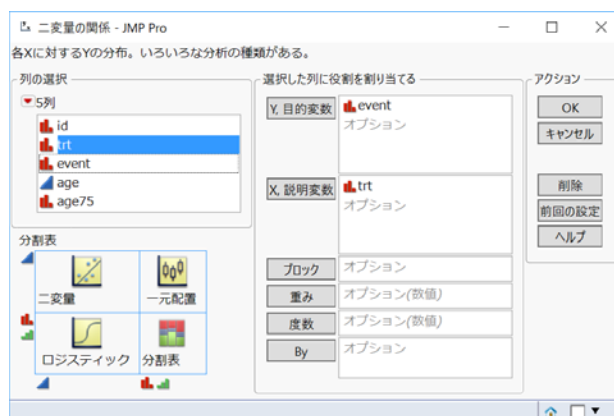 二変量の関係 - JMP Pro
各Xに対するYの分布。いろいろな分析の種類がある。
列の選択
5列
id
trt
event
age
age75
分割表
二変量
一元配置
ロジスティック
分割表
選択した列に役割を割り当てる
Y, 目的変数
event
オプション
X, 説明変数
trt
オプション
ブロック
オプション
重み
オプション(数値)
度数
オプション(数値)
By
オプション
アクション
OK
キャンセル
削除
前回の設定
ヘルプ